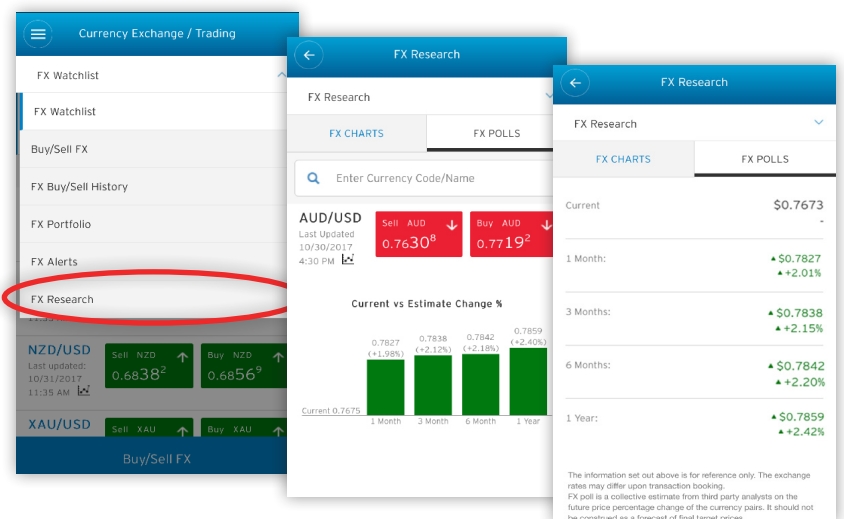 Currency Exchange / Trading
FX Watchlist
FX Watchlist
Buy/Sell FX
FX Buy/Sell History
FX Portfolio
FX Alerts
FX Research
NZD/USD
Last updated:
10/31/2017
11:35 AM
Sell NZD
0.6838²
Buy NZD
0.6856⁹
XAU/USD
Sell XAU
Buy XAU
Buy/Sell FX
FX Research
FX Research
FX CHARTS
FX POLLS
Enter Currency Code/Name
AUD/USD
Last Updated
10/30/2017
4:30 PM
Sell AUD
0.7630⁸
Buy AUD
0.7719²
Current vs Estimate Change %
0.7827
(+1.98%)
0.7838
(+2.12%)
0.7842
(+2.18%)
0.7859
(+2.40%)
Current 0.7675
1 Month
3 Month
6 Month
1 Year
FX Research
FX Research
FX CHARTS
FX POLLS
Current
$0.7673
-
1 Month:
▲ $0.7827
▲ +2.01%
3 Months:
▲ $0.7838
▲ +2.15%
6 Months:
▲ $0.7842
▲ +2.20%
1 Year:
▲ $0.7859
▲ +2.42%
The information set out above is for reference only. The exchange
rates may differ upon transaction booking.
FX poll is a collective estimate from third party analysts on the
future price percentage change of the currency pairs. It should not
be construed as a forecast of final target prices.